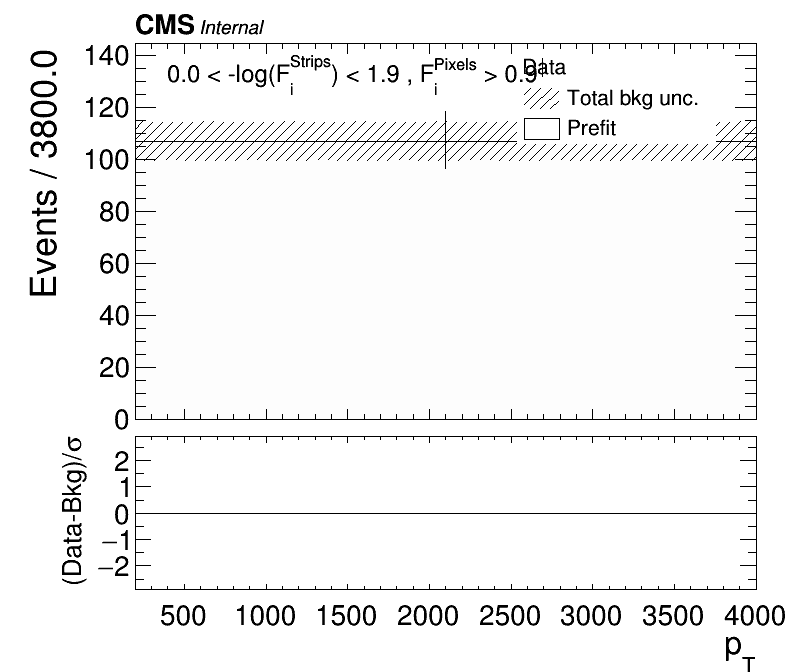 CMS Internal
Events / 3800.0
140
120
100
80
60
40
20
0
0.0 < -log(F_i^Strips) < 1.9 , F_i^Pixels > 0.9
Data
Total bkg unc.
Prefit
(Data-Bkg)/σ
2
1
0
−1
−2
500 1000 1500 2000 2500 3000 3500 4000
p_T